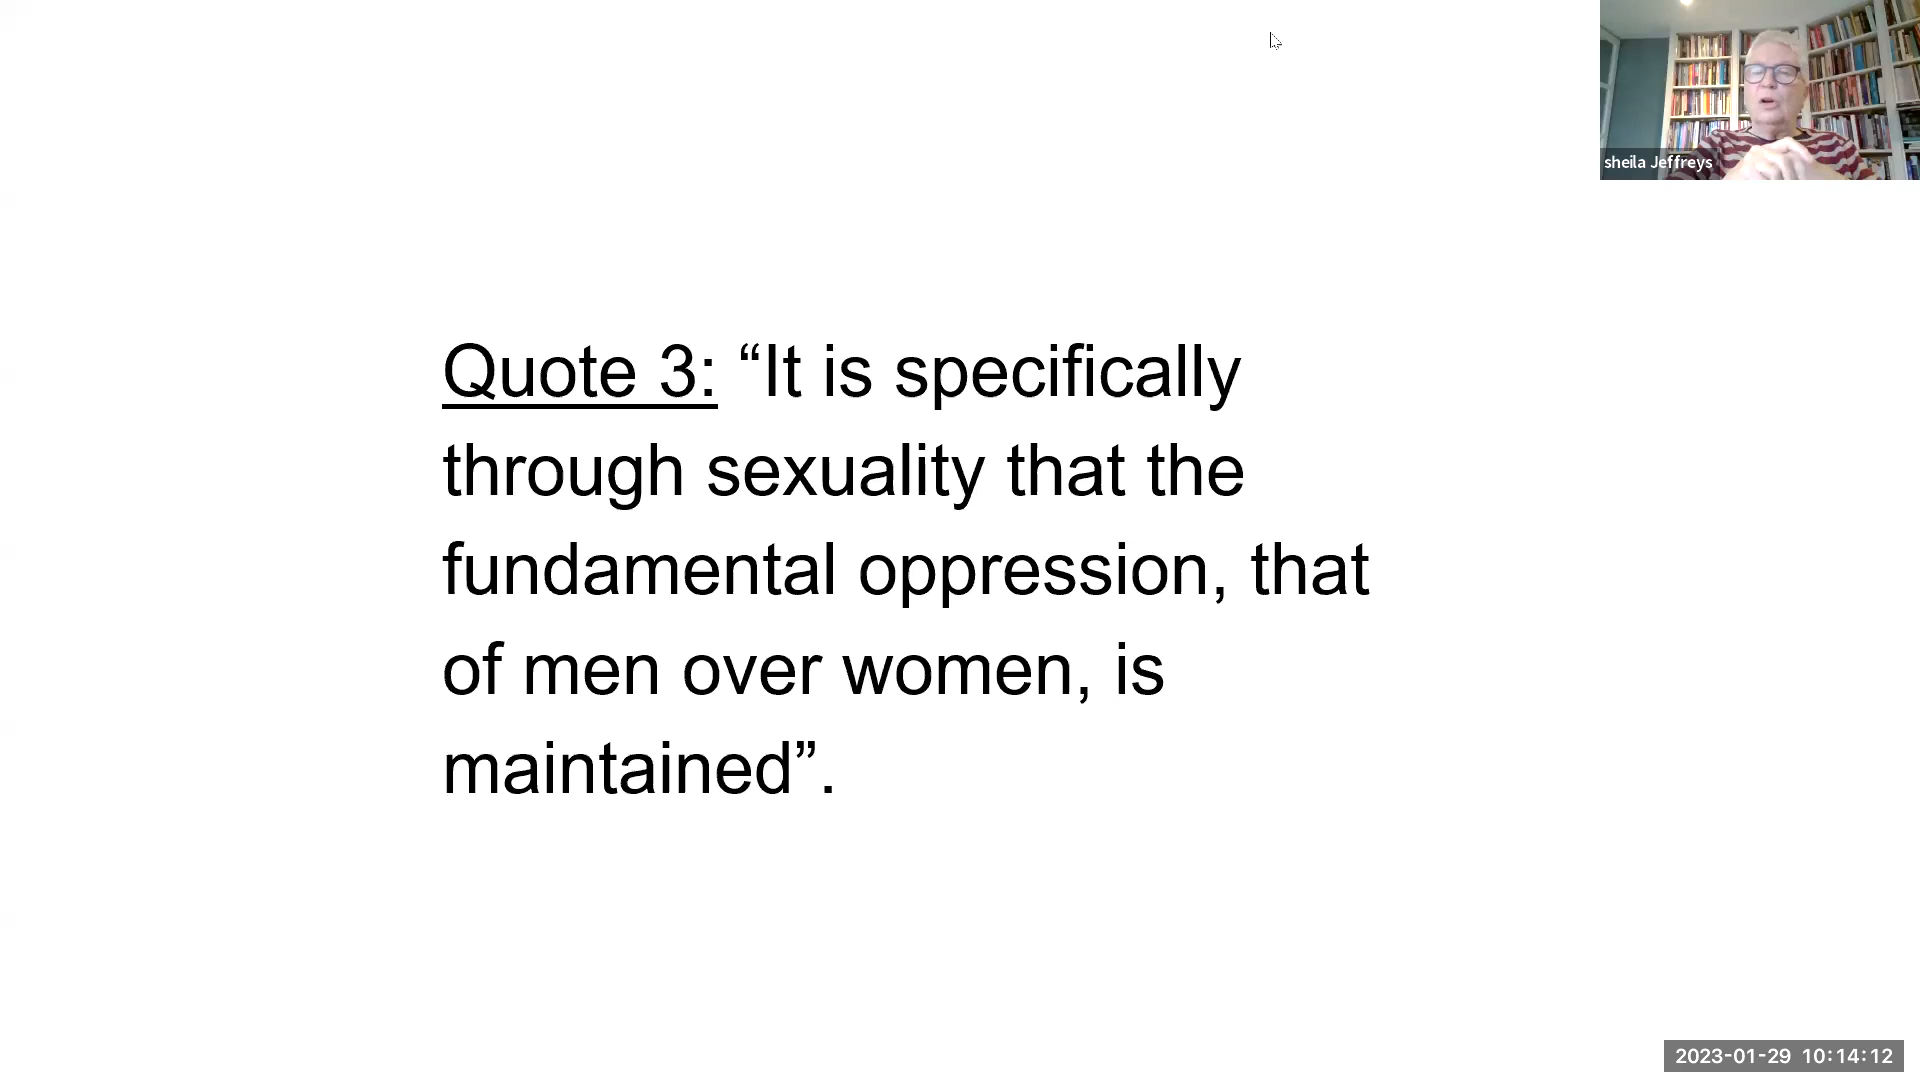 sheila Jeffreys
Quote 3: “It is specifically
through sexuality that the
fundamental oppression, that
of men over women, is
maintained”.
2023-01-29 10:14:12